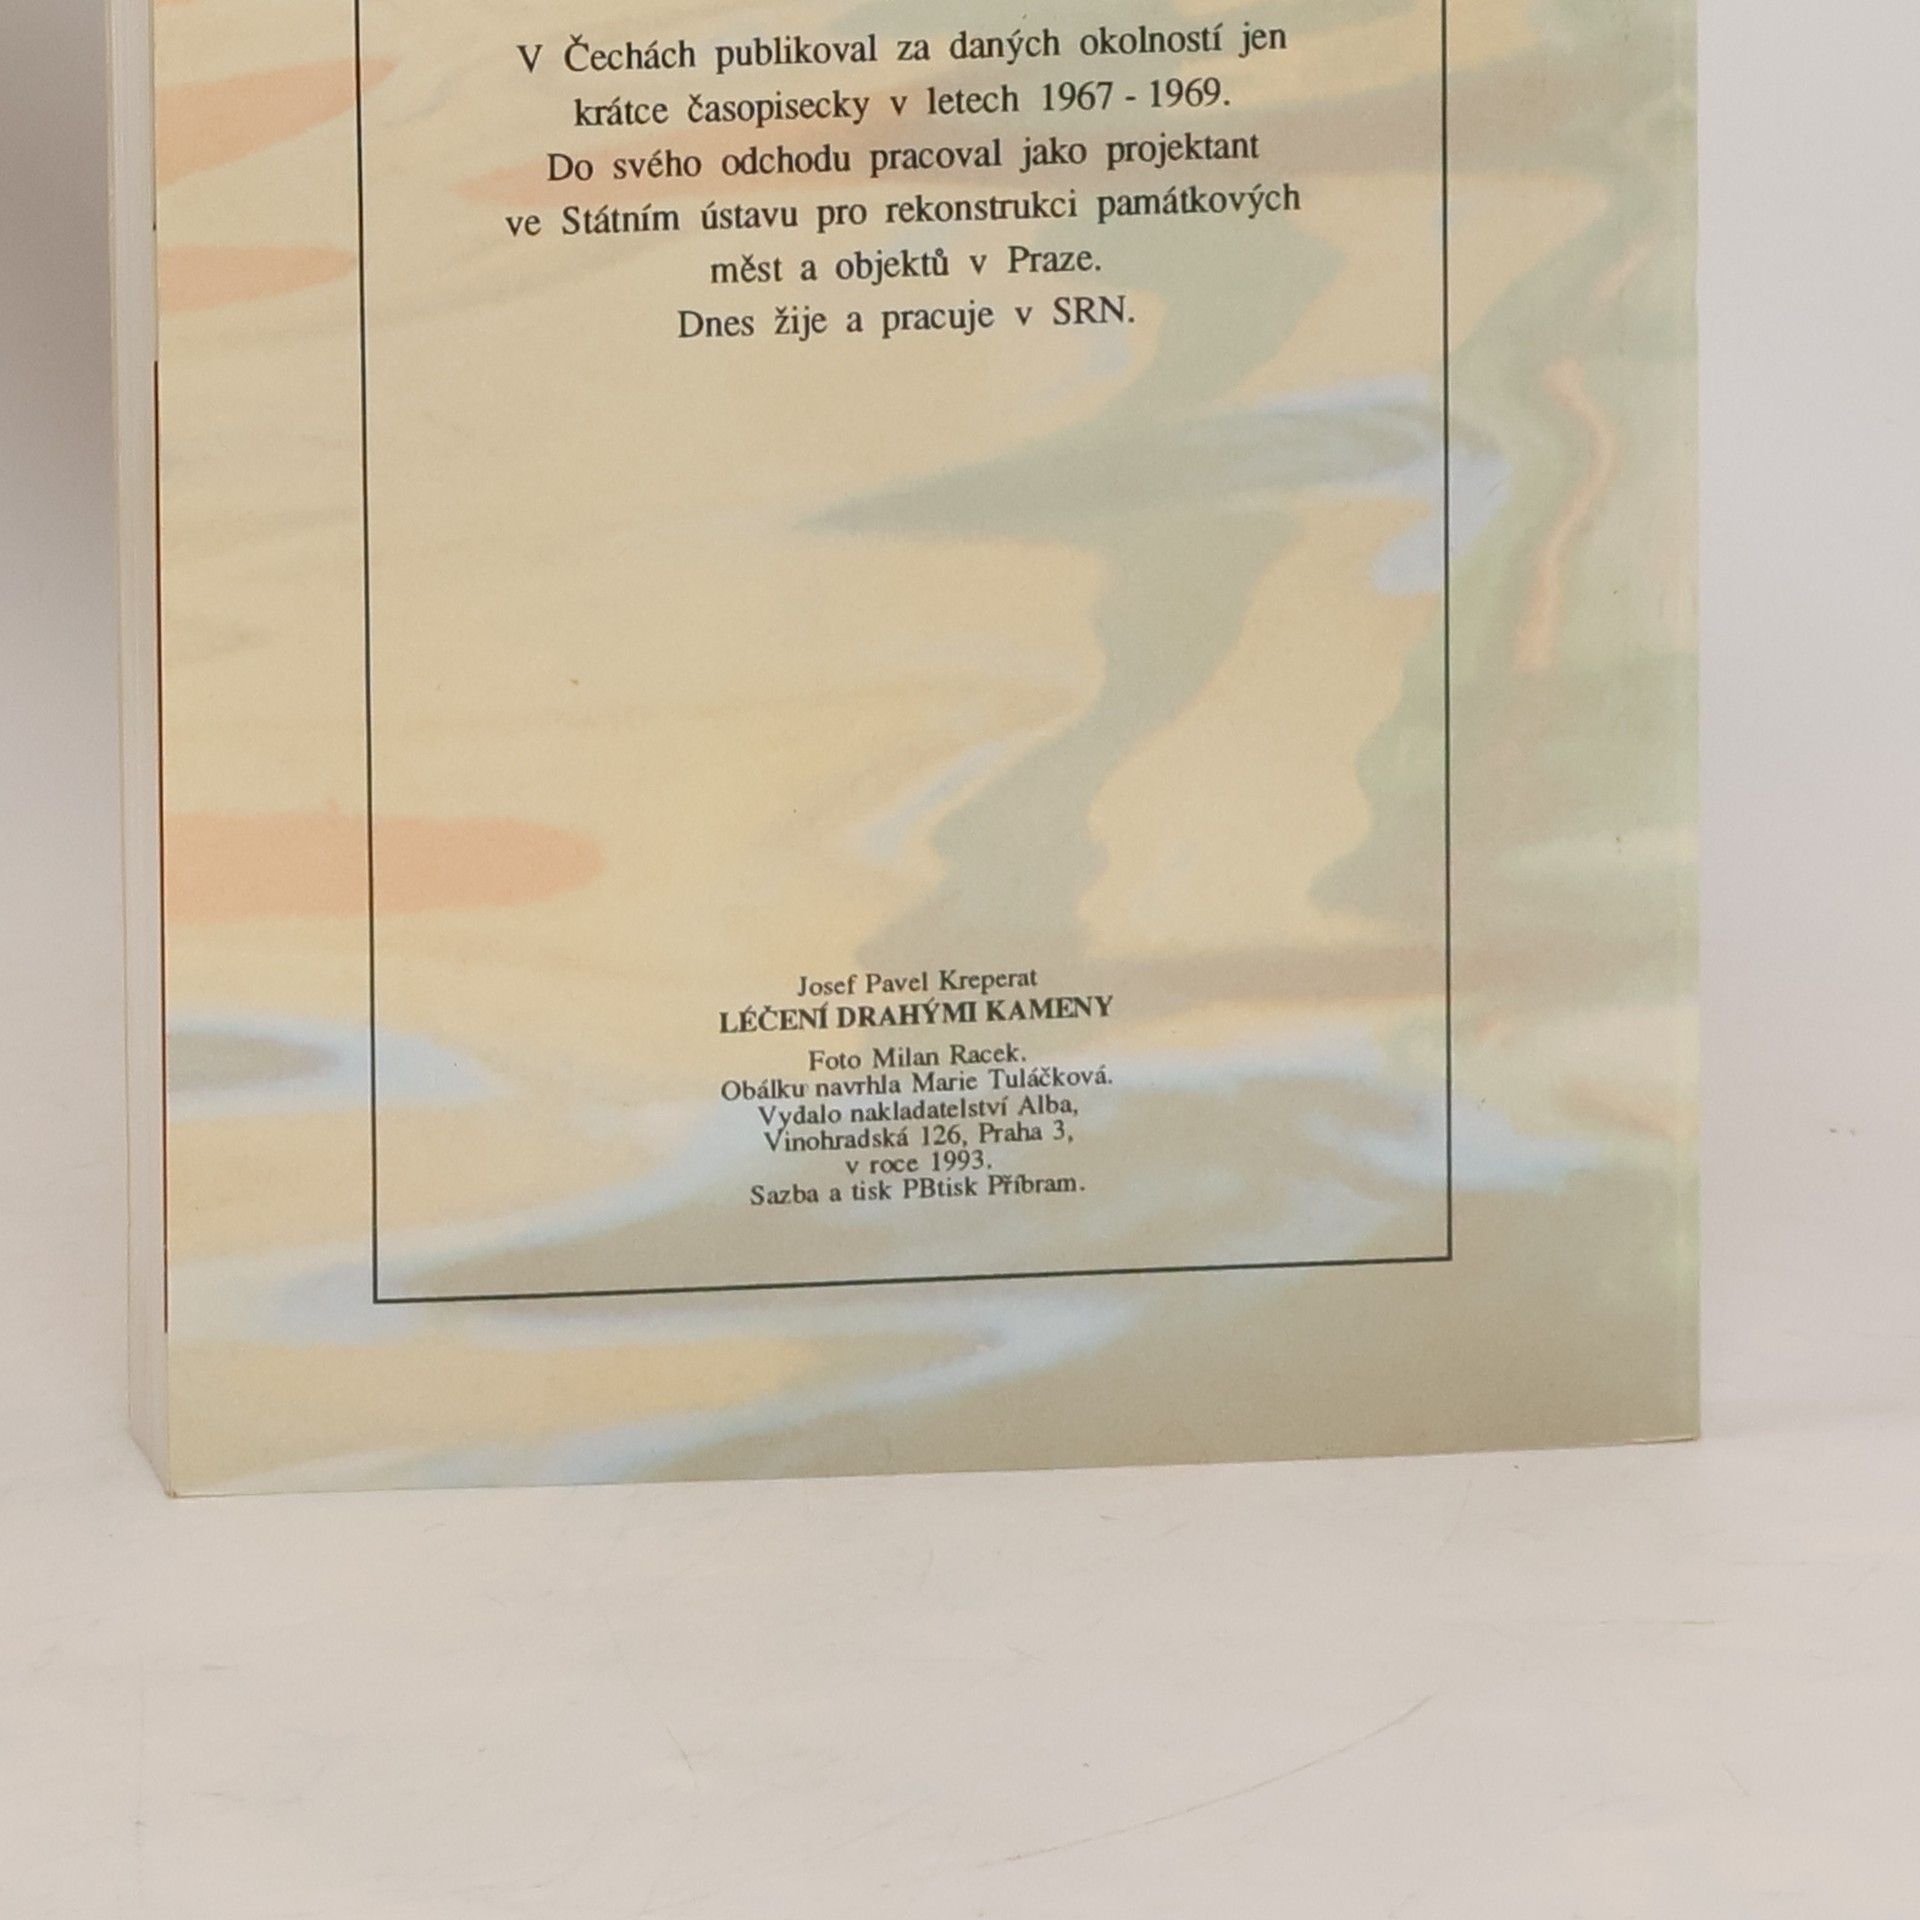 V Čechách publikoval za daných okolností jen
krátce časopisecky v letech 1967 - 1969.
Do svého odchodu pracoval jako projektant
ve Státním ústavu pro rekonstrukci památkových
měst a objektů v Praze.
Dnes žije a pracuje v SRN.
Josef Pavel Kreperat
LÉČENÍ DRAHÝMI KAMENY
Foto Milan Racek.
Obálku navrhla Marie Tuláčková.
Vydalo nakladatelství Alba,
Vinohradská 126, Praha 3,
v roce 1993.
Sazba a tisk PBtisk Příbram.